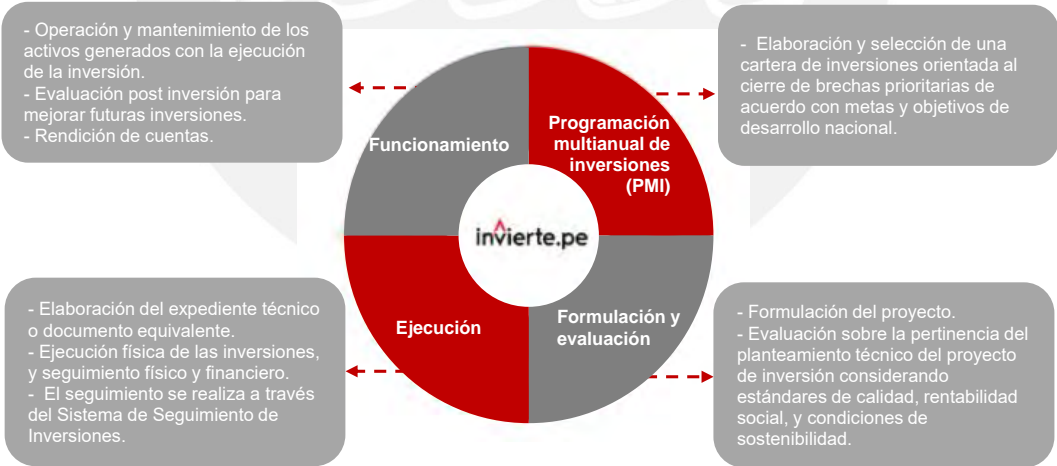 - Operación y mantenimiento de los
activos generados con la ejecución
de la inversión.
- Evaluación post inversión para
mejorar futuras inversiones.
- Rendición de cuentas.
- Elaboración y selección de una
cartera de inversiones orientada al
cierre de brechas prioritarias de
acuerdo con metas y objetivos de
desarrollo nacional.
Funcionamiento
Programación
multianual de
inversiones
(PMI)
invierte.pe
Ejecución
Formulación y
evaluación
- Elaboración del expediente técnico
o documento equivalente.
- Ejecución física de las inversiones,
y seguimiento físico y financiero.
- El seguimiento se realiza a través
del Sistema de Seguimiento de
Inversiones.
- Formulación del proyecto.
- Evaluación sobre la pertinencia del
planteamiento técnico del proyecto
de inversión considerando
estándares de calidad, rentabilidad
social, y condiciones de
sostenibilidad.